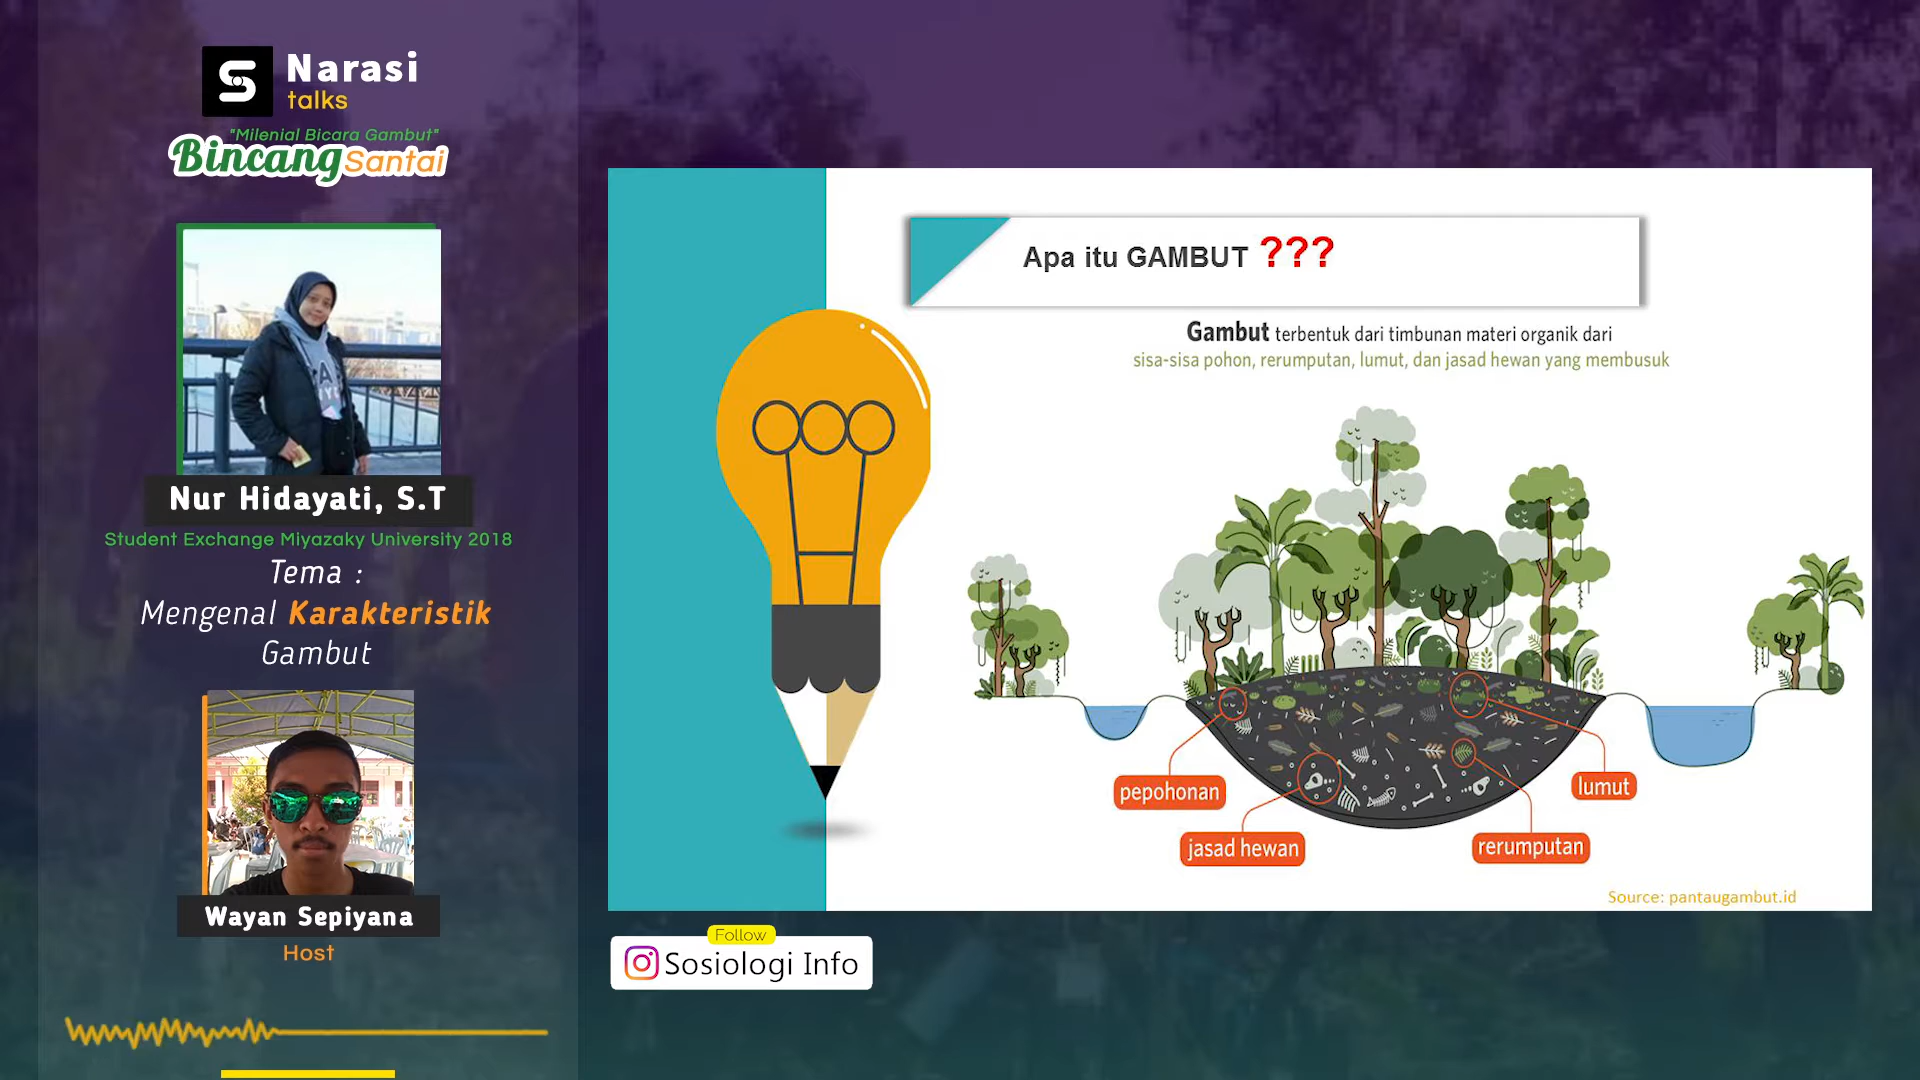 Narasi
talks
"Milenial Bicara Gambut"
BincangSantai
Nur Hidayati, S.T
Student Exchange Miyazaky University 2018
Tema :
Mengenal Karakteristik
Gambut
Wayan Sepiyana
Host
Apa itu GAMBUT ???
Gambut terbentuk dari timbunan materi organik dari
sisa-sisa pohon, rerumputan, lumut, dan jasad hewan yang membusuk
pepohonan
lumut
jasad hewan
rerumputan
Source: pantaugambut.id
Follow
Sosiologi Info